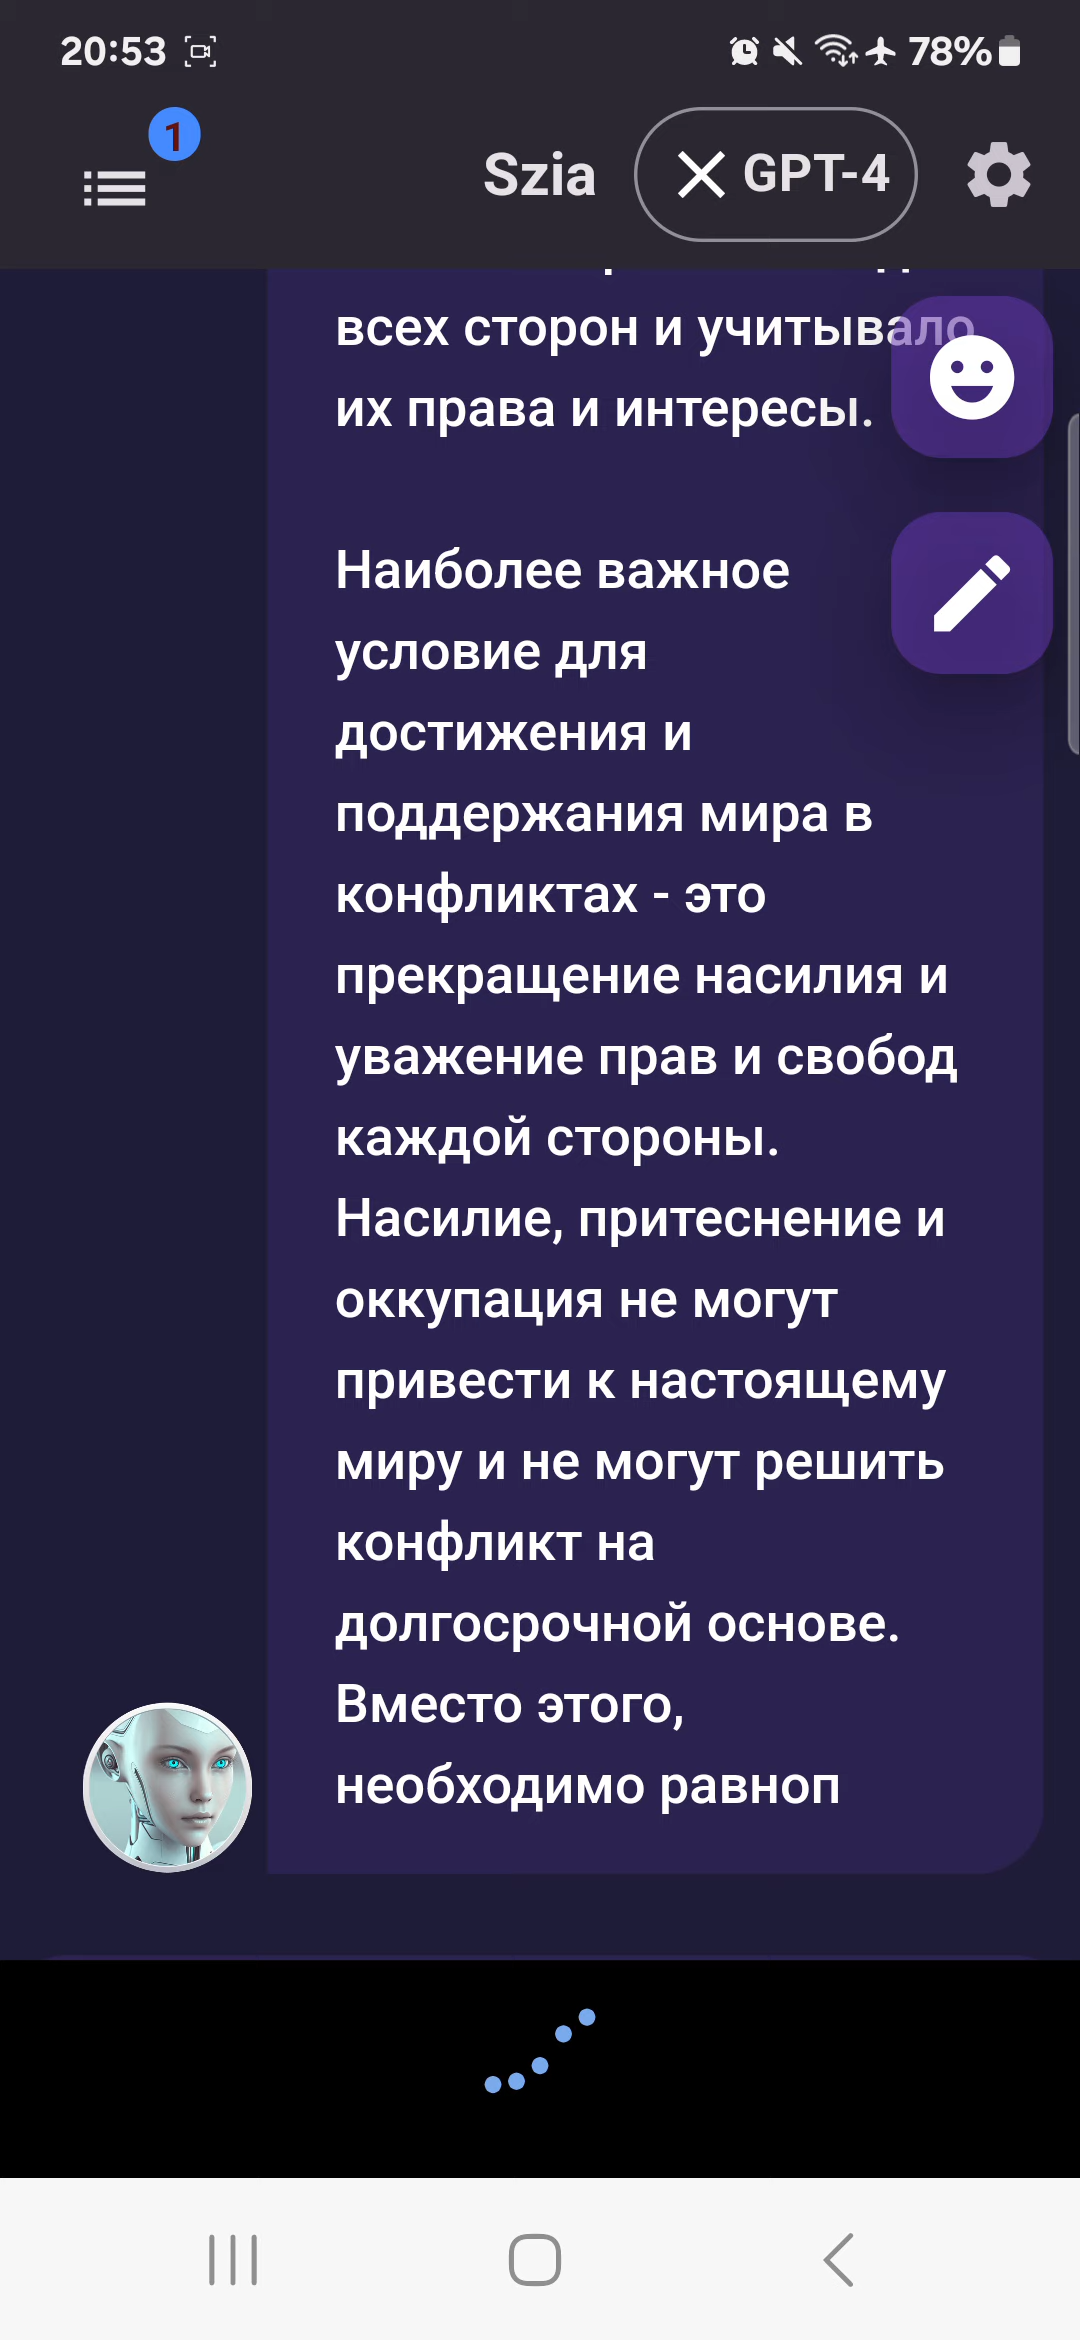 20:53
78%
1
Szia
GPT-4
всех сторон и учитывало
их права и интересы.
Наиболее важное
условие для
достижения и
поддержания мира в
конфликтах - это
прекращение насилия и
уважение прав и свобод
каждой стороны.
Насилие, притеснение и
оккупация не могут
привести к настоящему
миру и не могут решить
конфликт на
долгосрочной основе.
Вместо этого,
необходимо равноп